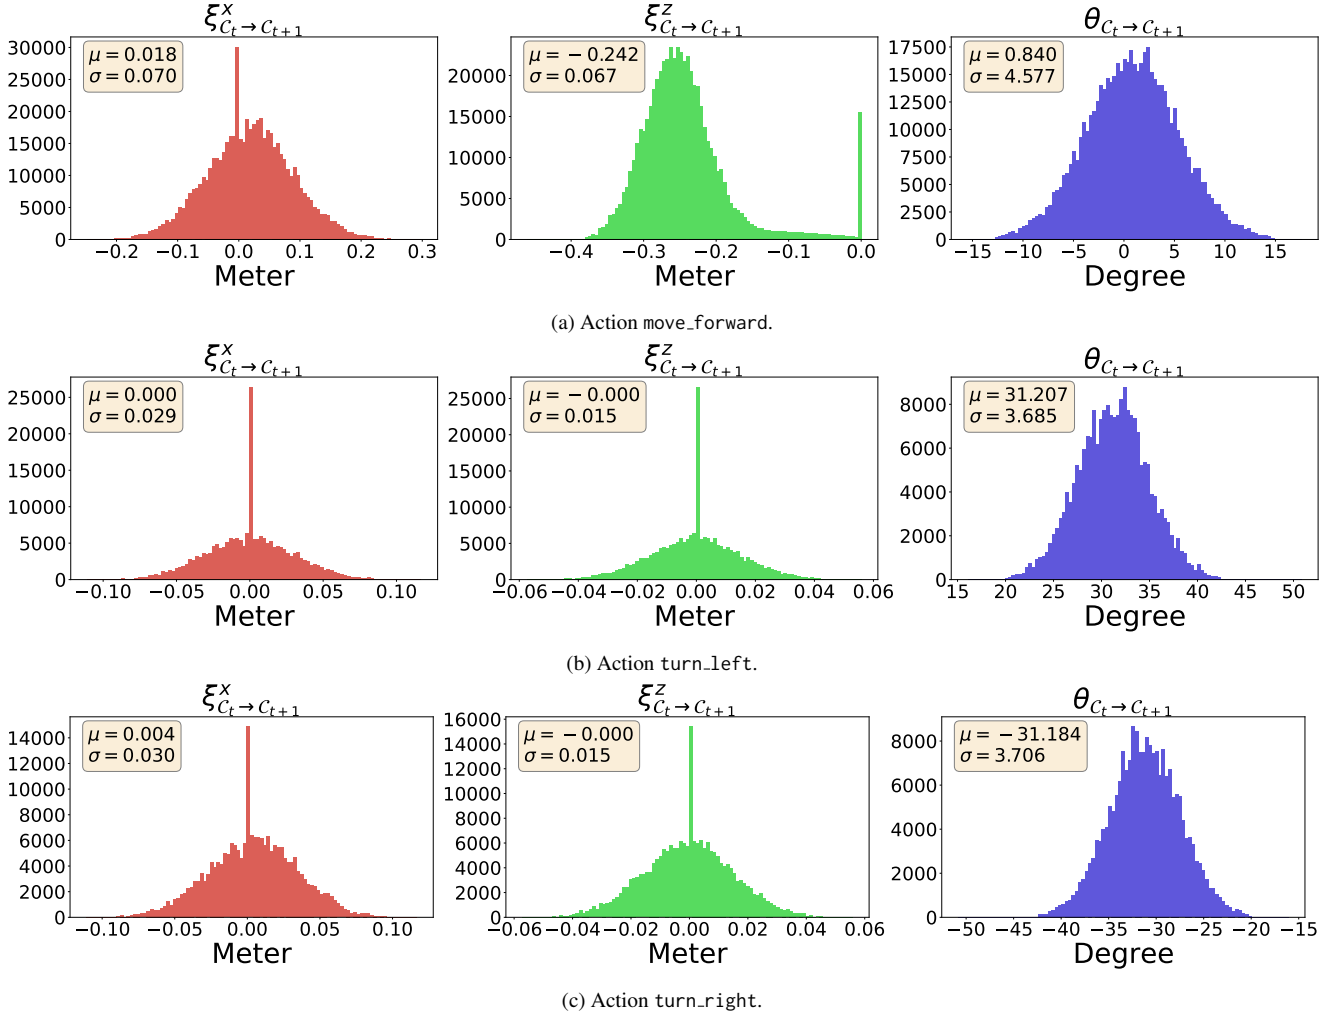 ξ^x_{C_t→C_{t+1}}
30000
25000
20000
15000
10000
5000
0
μ = 0.018
σ = 0.070
−0.2 −0.1 0.0 0.1 0.2 0.3
Meter
ξ^z_{C_t→C_{t+1}}
20000
15000
10000
5000
0
μ = −0.242
σ = 0.067
−0.4 −0.3 −0.2 −0.1 0.0
Meter
θ_{C_t→C_{t+1}}
17500
15000
12500
10000
7500
5000
2500
0
μ = 0.840
σ = 4.577
−15 −10 −5 0 5 10 15
Degree
(a) Action move_forward.
ξ^x_{C_t→C_{t+1}}
25000
20000
15000
10000
5000
0
μ = 0.000
σ = 0.029
−0.10 −0.05 0.00 0.05 0.10
Meter
ξ^z_{C_t→C_{t+1}}
25000
20000
15000
10000
5000
0
μ = −0.000
σ = 0.015
−0.06 −0.04 −0.02 0.00 0.02 0.04 0.06
Meter
θ_{C_t→C_{t+1}}
8000
6000
4000
2000
0
μ = 31.207
σ = 3.685
15 20 25 30 35 40 45 50
Degree
(b) Action turn_left.
ξ^x_{C_t→C_{t+1}}
14000
12000
10000
8000
6000
4000
2000
0
μ = 0.004
σ = 0.030
−0.10 −0.05 0.00 0.05 0.10
Meter
ξ^z_{C_t→C_{t+1}}
16000
14000
12000
10000
8000
6000
4000
2000
0
μ = −0.000
σ = 0.015
−0.06 −0.04 −0.02 0.00 0.02 0.04 0.06
Meter
θ_{C_t→C_{t+1}}
8000
6000
4000
2000
0
μ = −31.184
σ = 3.706
−50 −45 −40 −35 −30 −25 −20 −15
Degree
(c) Action turn_right.